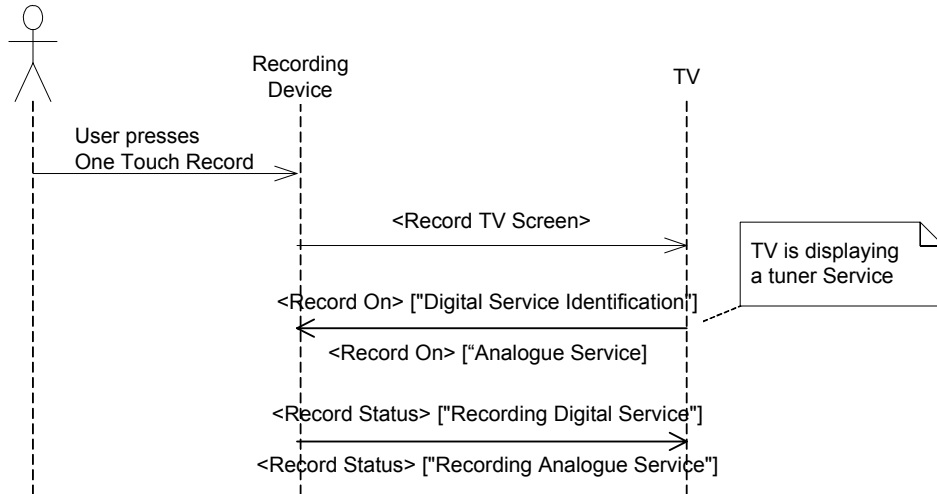 Recording
Device
TV
User presses
One Touch Record
<Record TV Screen>
TV is displaying
a tuner Service
<Record On> ["Digital Service Identification"]
<Record On> [“Analogue Service]
<Record Status> ["Recording Digital Service"]
<Record Status> ["Recording Analogue Service"]